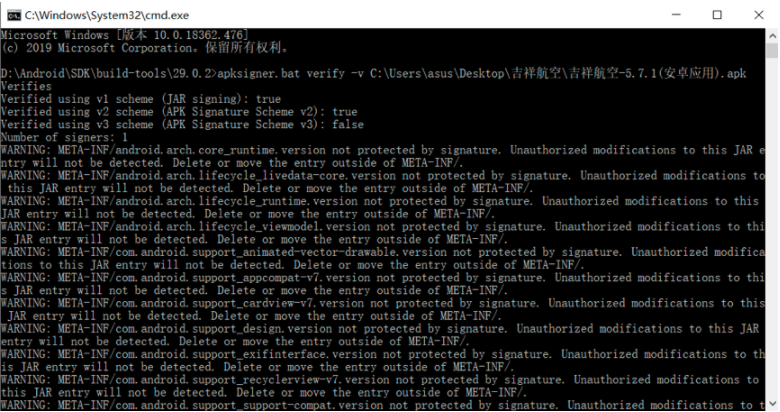 C:\Windows\System32\cmd.exe
Microsoft Windows [版本 10.0.18362.476]
(c) 2019 Microsoft Corporation。保留所有权利。
D:\Android\SDK\build-tools\29.0.2>apksigner.bat verify -v C:\Users\asus\Desktop\吉祥航空\吉祥航空-5.7.1(安卓应用).apk
Verifies
Verified using v1 scheme (JAR signing): true
Verified using v2 scheme (APK Signature Scheme v2): true
Verified using v3 scheme (APK Signature Scheme v3): false
Number of signers: 1
WARNING: META-INF/android.arch.core_runtime.version not protected by signature. Unauthorized modifications to this JAR e
ntry will not be detected. Delete or move the entry outside of META-INF/.
WARNING: META-INF/android.arch.lifecycle_livedata-core.version not protected by signature. Unauthorized modifications to
 this JAR entry will not be detected. Delete or move the entry outside of META-INF/.
WARNING: META-INF/android.arch.lifecycle_runtime.version not protected by signature. Unauthorized modifications to this 
JAR entry will not be detected. Delete or move the entry outside of META-INF/.
WARNING: META-INF/android.arch.lifecycle_viewmodel.version not protected by signature. Unauthorized modifications to thi
s JAR entry will not be detected. Delete or move the entry outside of META-INF/.
WARNING: META-INF/com.android.support_animated-vector-drawable.version not protected by signature. Unauthorized modifica
tions to this JAR entry will not be detected. Delete or move the entry outside of META-INF/.
WARNING: META-INF/com.android.support_appcompat-v7.version not protected by signature. Unauthorized modifications to thi
s JAR entry will not be detected. Delete or move the entry outside of META-INF/.
WARNING: META-INF/com.android.support_cardview-v7.version not protected by signature. Unauthorized modifications to this
 JAR entry will not be detected. Delete or move the entry outside of META-INF/.
WARNING: META-INF/com.android.support_design.version not protected by signature. Unauthorized modifications to this JAR 
entry will not be detected. Delete or move the entry outside of META-INF/.
WARNING: META-INF/com.android.support_exifinterface.version not protected by signature. Unauthorized modifications to th
is JAR entry will not be detected. Delete or move the entry outside of META-INF/.
WARNING: META-INF/com.android.support_recyclerview-v7.version not protected by signature. Unauthorized modifications to 
this JAR entry will not be detected. Delete or move the entry outside of META-INF/.
WARNING: META-INF/com.android.support_support-compat.version not protected by signature. Unauthorized modifications to t